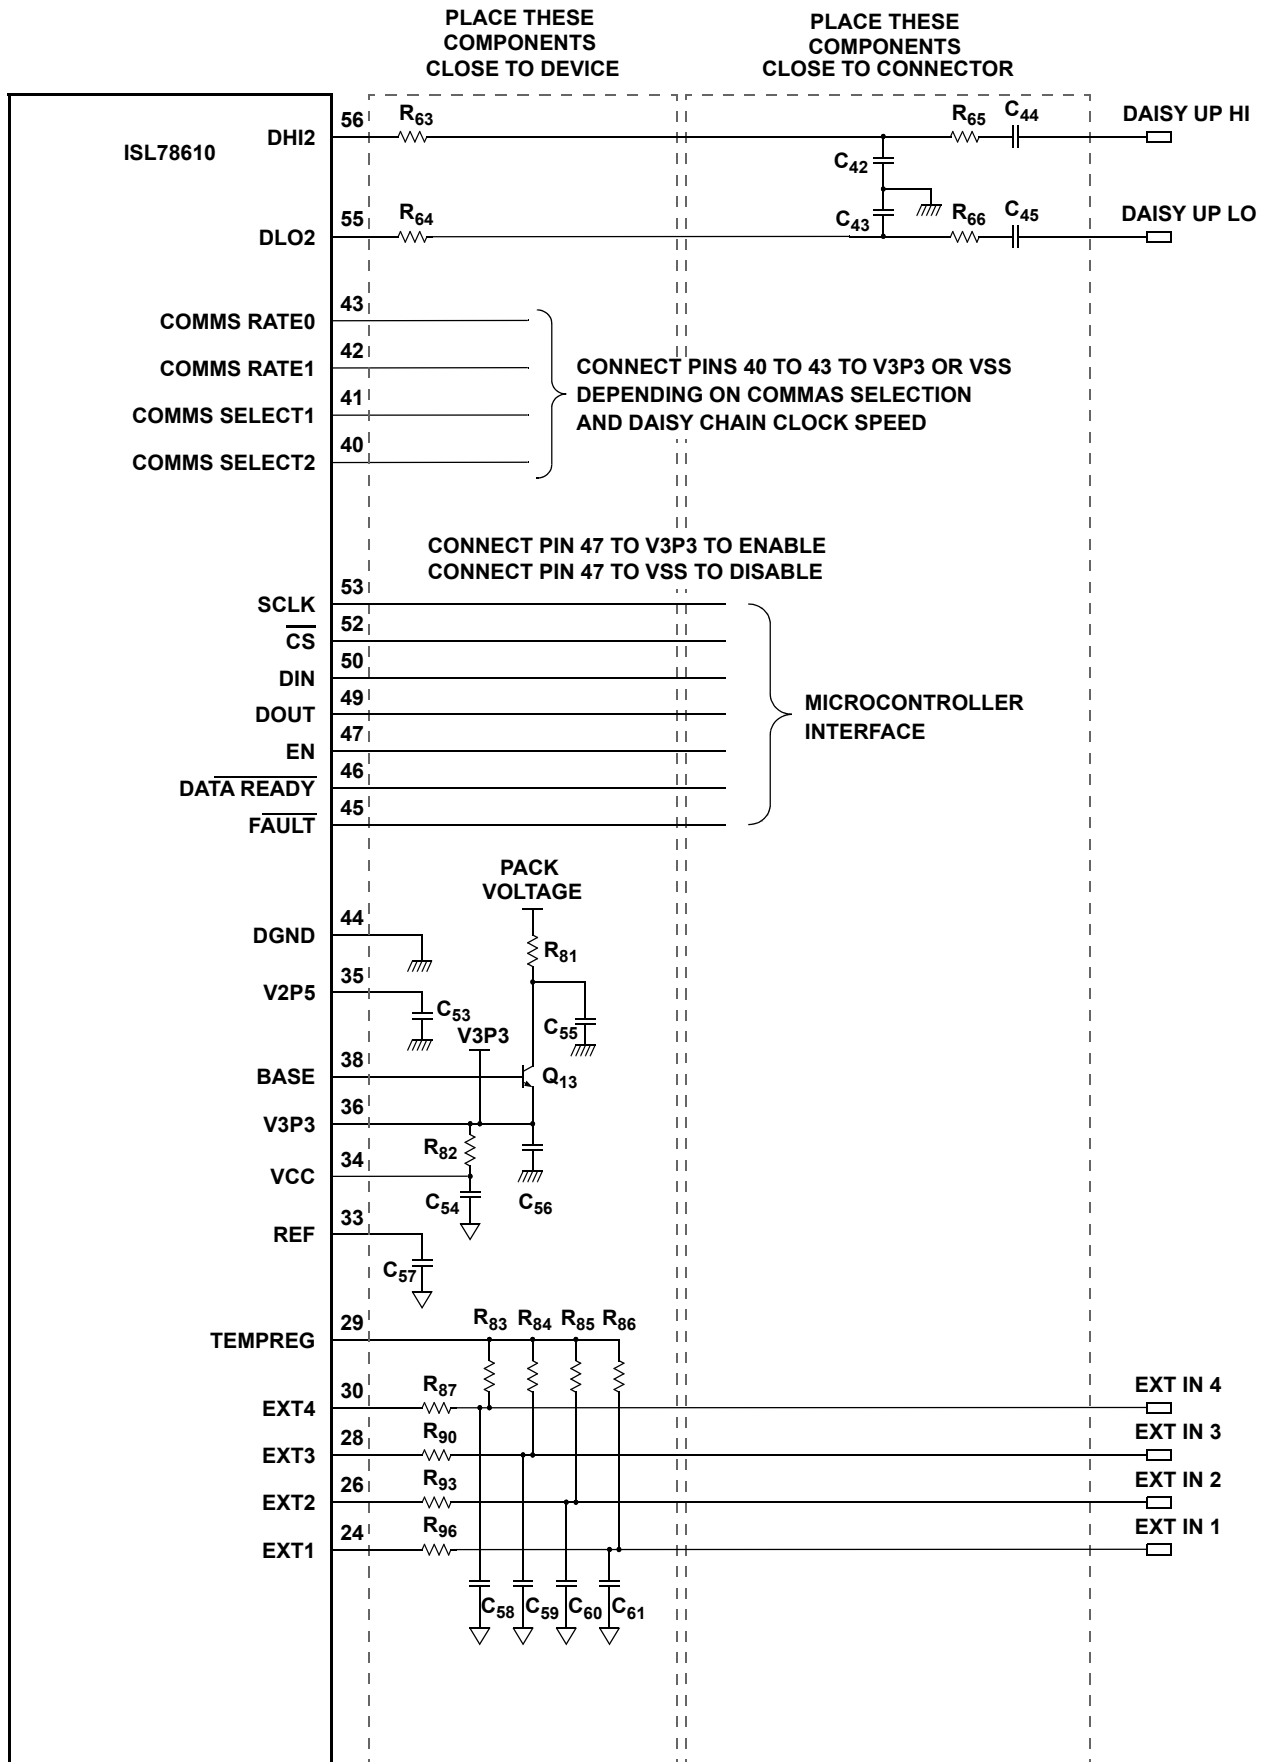 PLACE THESE
COMPONENTS
CLOSE TO DEVICE
PLACE THESE
COMPONENTS
CLOSE TO CONNECTOR
ISL78610
DHI2
56
R63
R65
C44
DAISY UP HI
C42
DLO2
55
R64
C43
R66
C45
DAISY UP LO
COMMS RATE0
43
COMMS RATE1
42
COMMS SELECT1
41
COMMS SELECT2
40
CONNECT PINS 40 TO 43 TO V3P3 OR VSS
DEPENDING ON COMMAS SELECTION
AND DAISY CHAIN CLOCK SPEED
CONNECT PIN 47 TO V3P3 TO ENABLE
CONNECT PIN 47 TO VSS TO DISABLE
SCLK
53
CS
52
DIN
50
DOUT
49
EN
47
DATA READY
46
FAULT
45
MICROCONTROLLER
INTERFACE
PACK
VOLTAGE
DGND
44
R81
V2P5
35
C53
C55
V3P3
BASE
38
Q13
V3P3
36
R82
VCC
34
C54
C56
REF
33
C57
TEMPREG
29
R83 R84 R85 R86
EXT4
30
R87
EXT IN 4
EXT3
28
R90
EXT IN 3
EXT2
26
R93
EXT IN 2
EXT1
24
R96
EXT IN 1
C58 C59 C60 C61